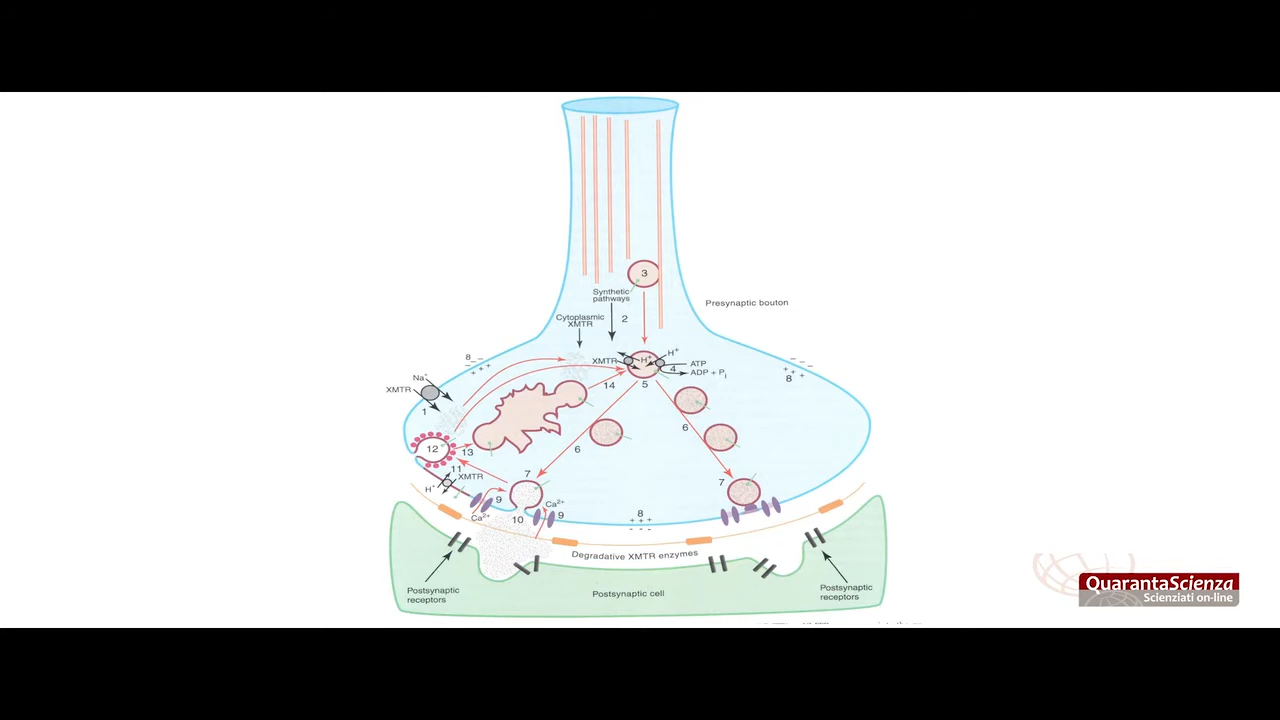 3
Synthetic
pathways
Presynaptic bouton
Cytoplasmic
XMTR
2
8
H⁺
H⁺
XMTR
ATP
4
ADP + Pi
Na⁺
XMTR
14
5
8
1
6
6
12
13
11
XMTR
7
7
H⁺
9
Ca²⁺
Ca²⁺
10
9
8
Degradative XMTR enzymes
Postsynaptic
receptors
Postsynaptic cell
Postsynaptic
receptors
QuarantaScienza
Scienziati on-line